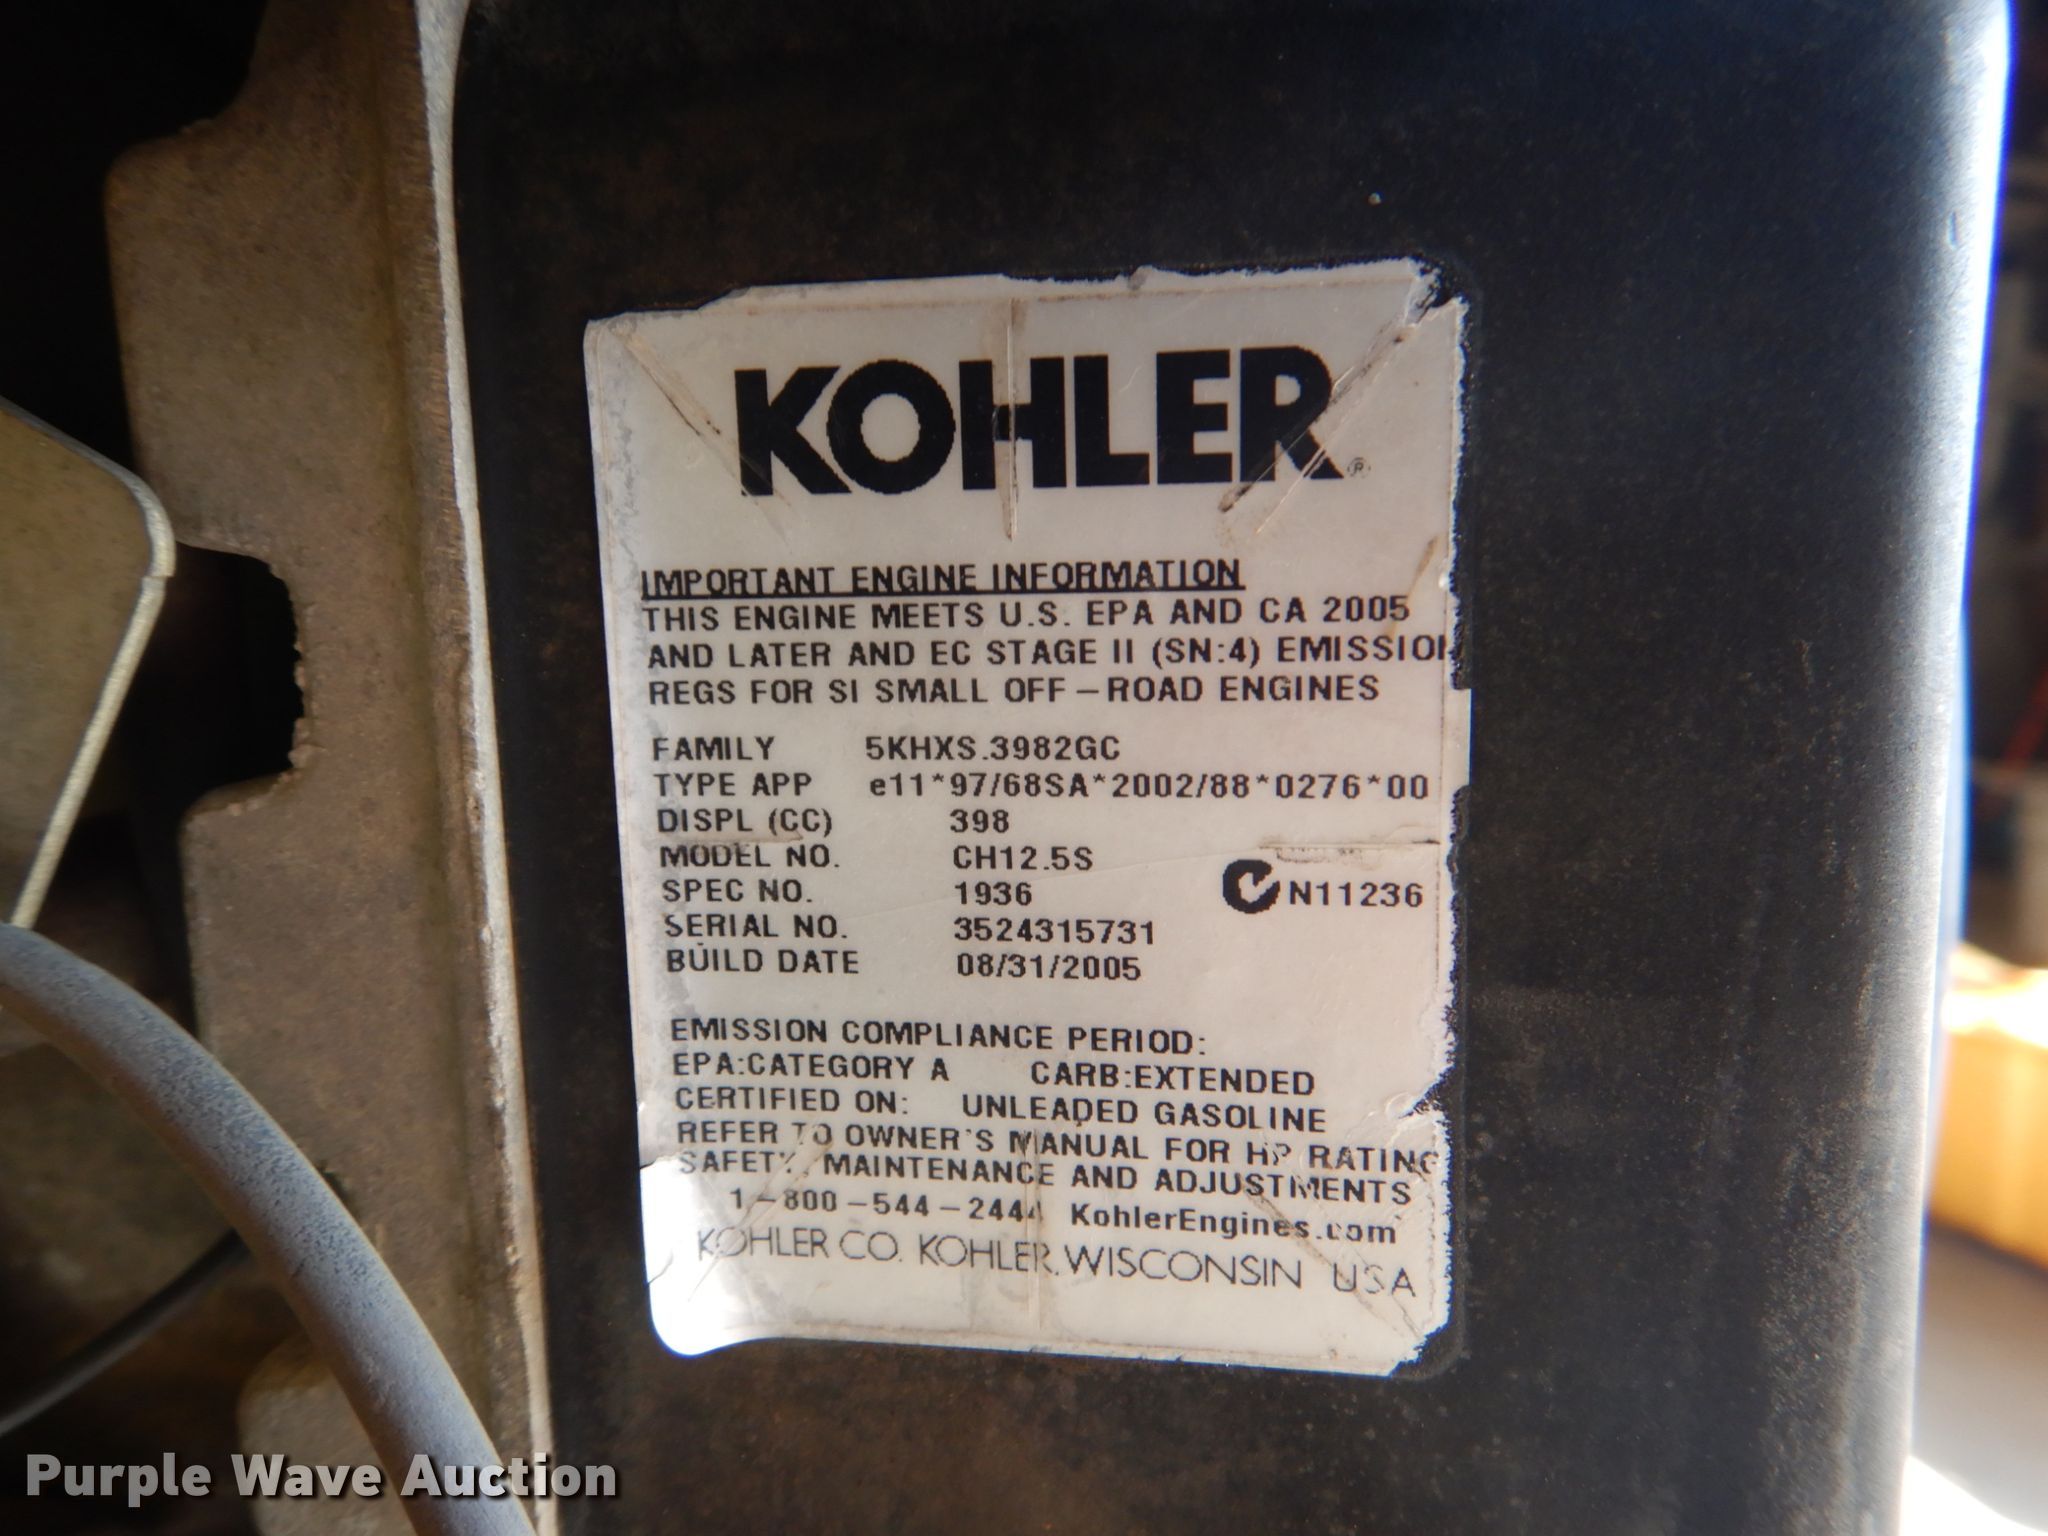 KOHLER®
IMPORTANT ENGINE INFORMATION
THIS ENGINE MEETS U.S. EPA AND CA 2005
AND LATER AND EC STAGE II (SN:4) EMISSION
REGS FOR SI SMALL OFF-ROAD ENGINES
FAMILY 5KHXS.3982GC
TYPE APP e11*97/68SA*2002/88*0276*00
DISPL (CC) 398
MODEL NO. CH12.5S
SPEC NO. 1936 N11236
SERIAL NO. 3524315731
BUILD DATE 08/31/2005
EMISSION COMPLIANCE PERIOD:
EPA:CATEGORY A CARB:EXTENDED
CERTIFIED ON: UNLEADED GASOLINE
REFER TO OWNER'S MANUAL FOR HP RATING
SAFETY, MAINTENANCE AND ADJUSTMENTS
1-800-544-2444 KohlerEngines.com
KOHLER CO. KOHLER, WISCONSIN USA
Purple Wave Auction